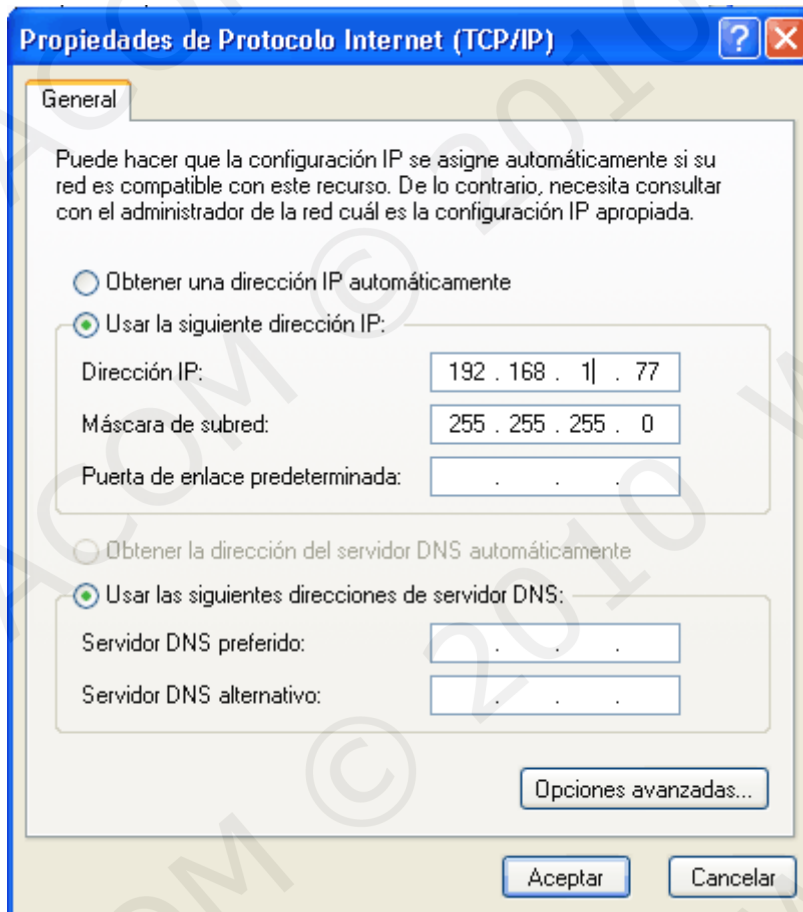 Propiedades de Protocolo Internet (TCP/IP)
General
Puede hacer que la configuración IP se asigne automáticamente si su
red es compatible con este recurso. De lo contrario, necesita consultar
con el administrador de la red cuál es la configuración IP apropiada.
Obtener una dirección IP automáticamente
Usar la siguiente dirección IP:
Dirección IP: 192 . 168 . 1 . 77
Máscara de subred: 255 . 255 . 255 . 0
Puerta de enlace predeterminada: . . .
Obtener la dirección del servidor DNS automáticamente
Usar las siguientes direcciones de servidor DNS:
Servidor DNS preferido: . . .
Servidor DNS alternativo: . . .
Opciones avanzadas...
Aceptar Cancelar
ACOM © 2010 W
ACOM © 2010